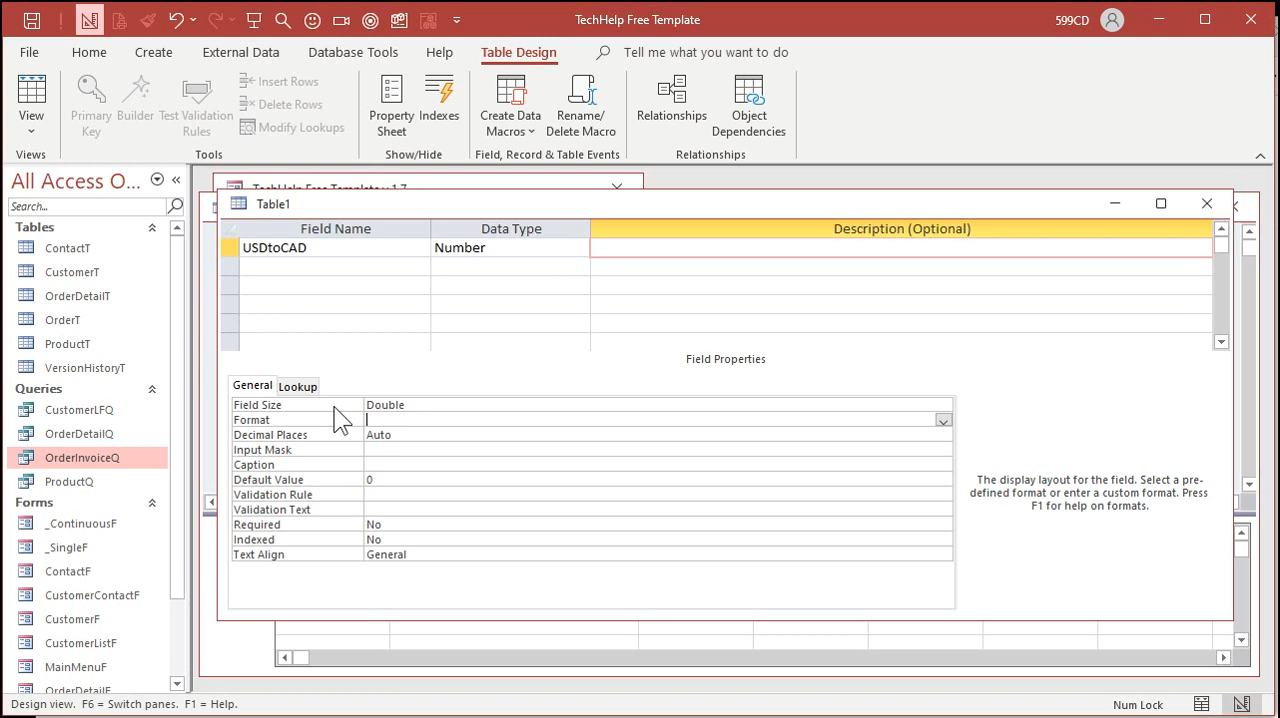 TechHelp Free Template
599CD
File
Home
Create
External Data
Database Tools
Help
Table Design
Tell me what you want to do
View
Primary Key
Builder
Test Validation Rules
Insert Rows
Delete Rows
Modify Lookups
Property Sheet
Indexes
Create Data Macros
Rename/ Delete Macro
Relationships
Object Dependencies
Views
Tools
Show/Hide
Field, Record & Table Events
Relationships
All Access O...
Search...
Tables
ContactT
CustomerT
OrderDetailT
OrderT
ProductT
VersionHistoryT
Queries
CustomerLFQ
OrderDetailQ
OrderInvoiceQ
ProductQ
Forms
_ContinuousF
_SingleF
ContactF
CustomerContactF
CustomerF
CustomerListF
MainMenuF
OrderDetailF
TechHelp Free Template v 1.7
Table1
Field Name Data Type Description (Optional)
USDtoCAD Number
Field Properties
General Lookup
Field Size Double
Format
Decimal Places Auto
Input Mask
Caption
Default Value 0
Validation Rule
Validation Text
Required No
Indexed No
Text Align General
The display layout for the field. Select a pre-
defined format or enter a custom format. Press
F1 for help on formats.
Design view. F6 = Switch panes. F1 = Help.
Num Lock